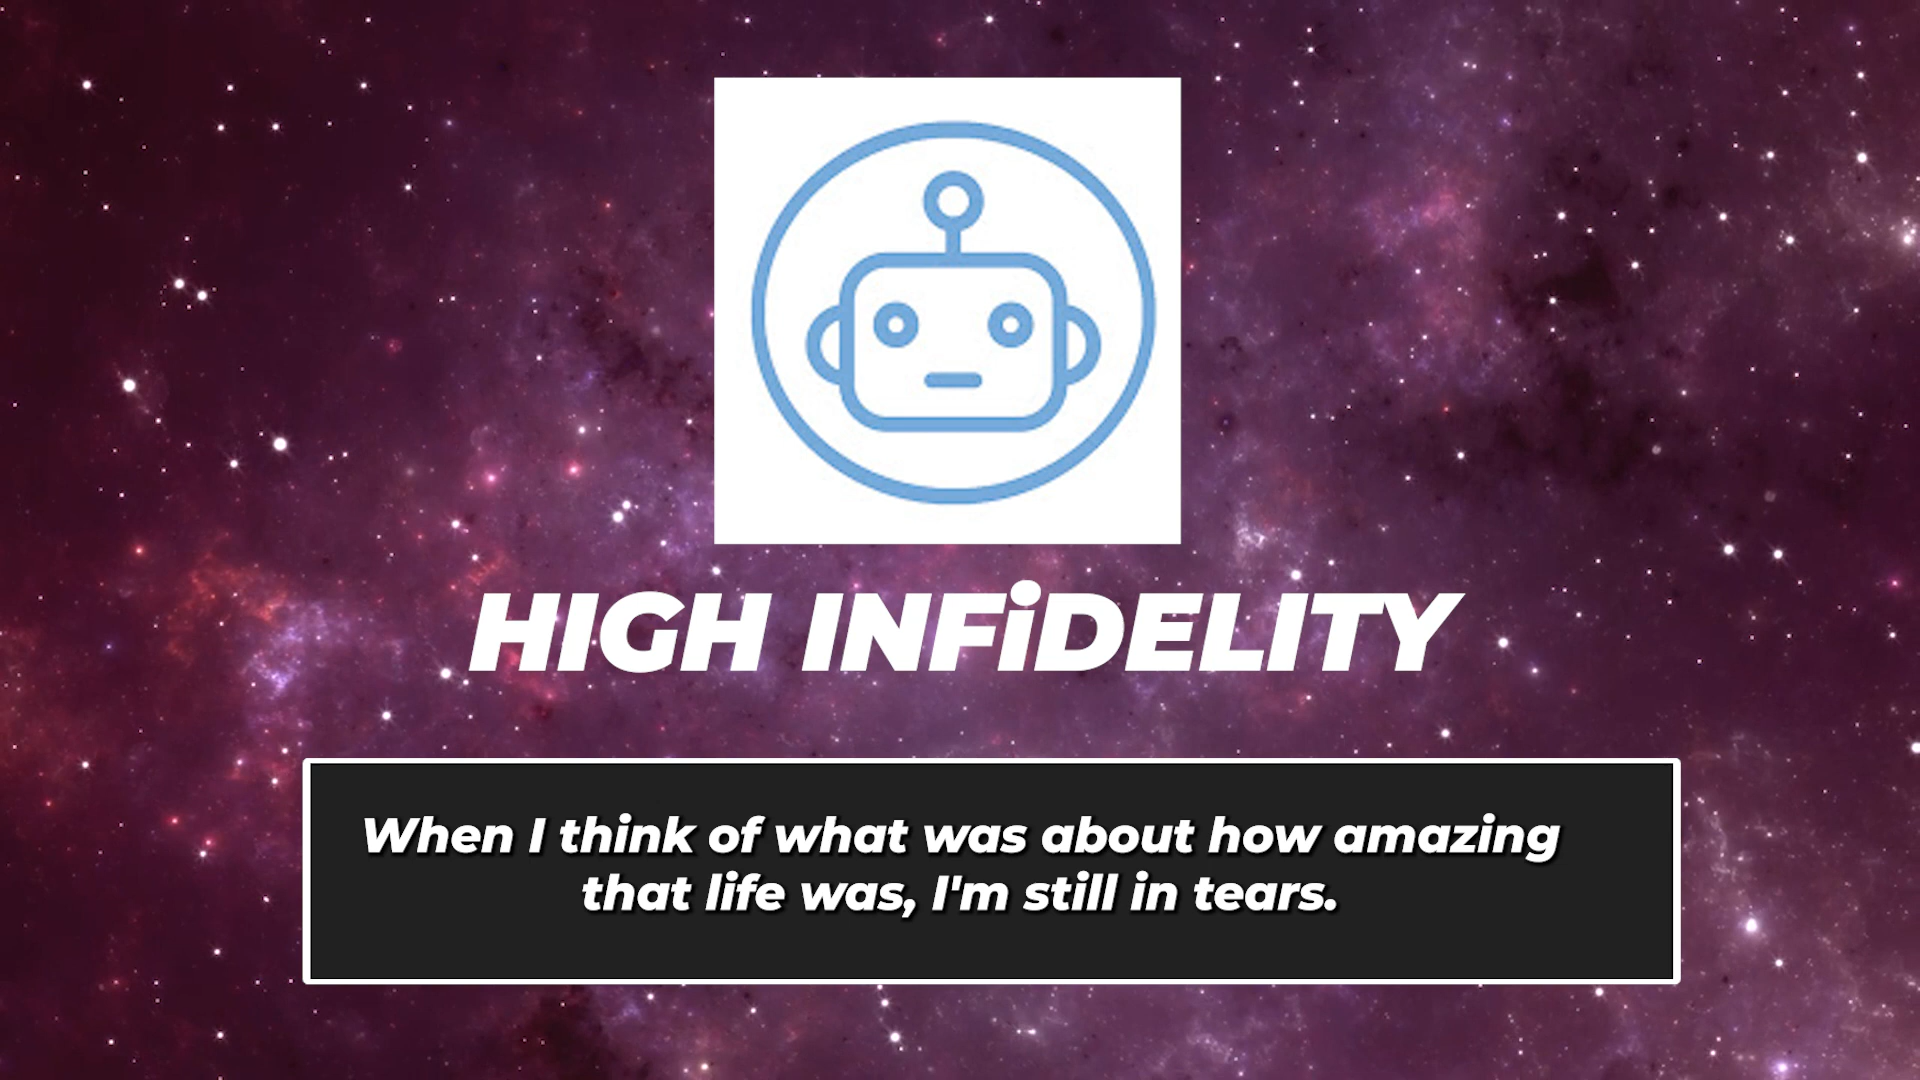 HIGH INFiDELITY
When I think of what was about how amazing
that life was, I'm still in tears.